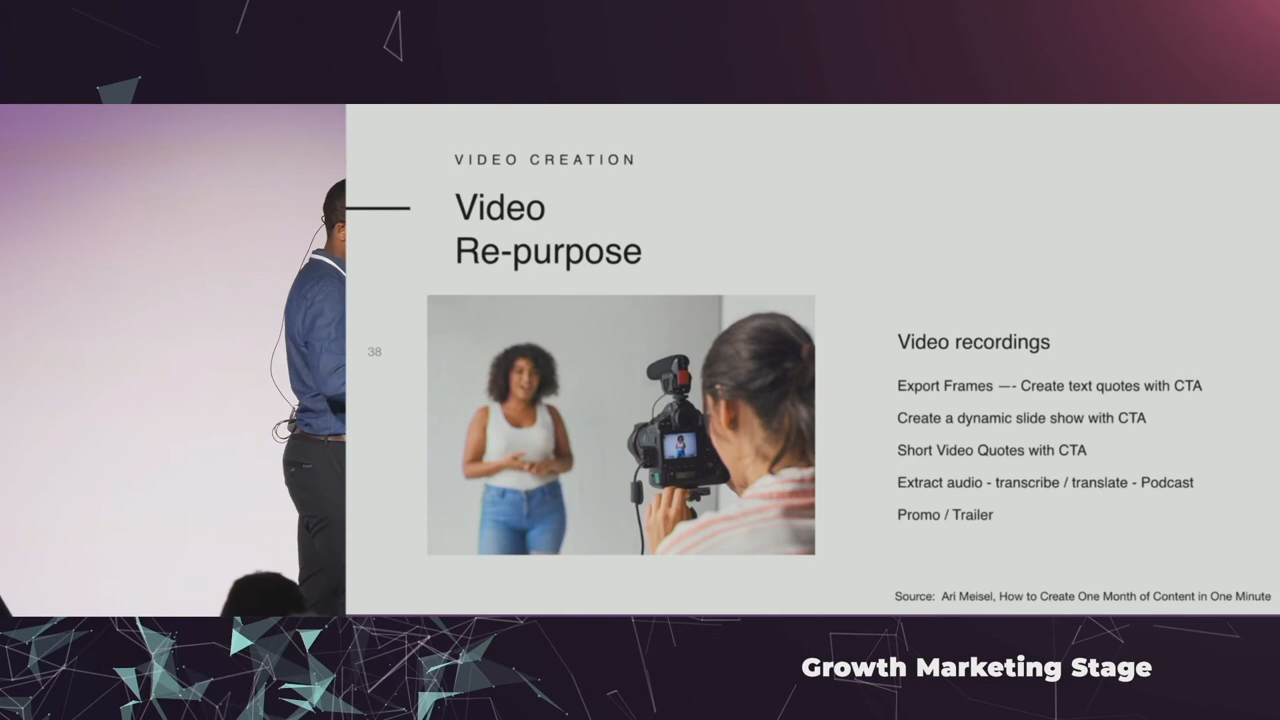 VIDEO CREATION
Video
Re-purpose
38
Video recordings
Export Frames —- Create text quotes with CTA
Create a dynamic slide show with CTA
Short Video Quotes with CTA
Extract audio - transcribe / translate - Podcast
Promo / Trailer
Source: Ari Meisel, How to Create One Month of Content in One Minute
Growth Marketing Stage